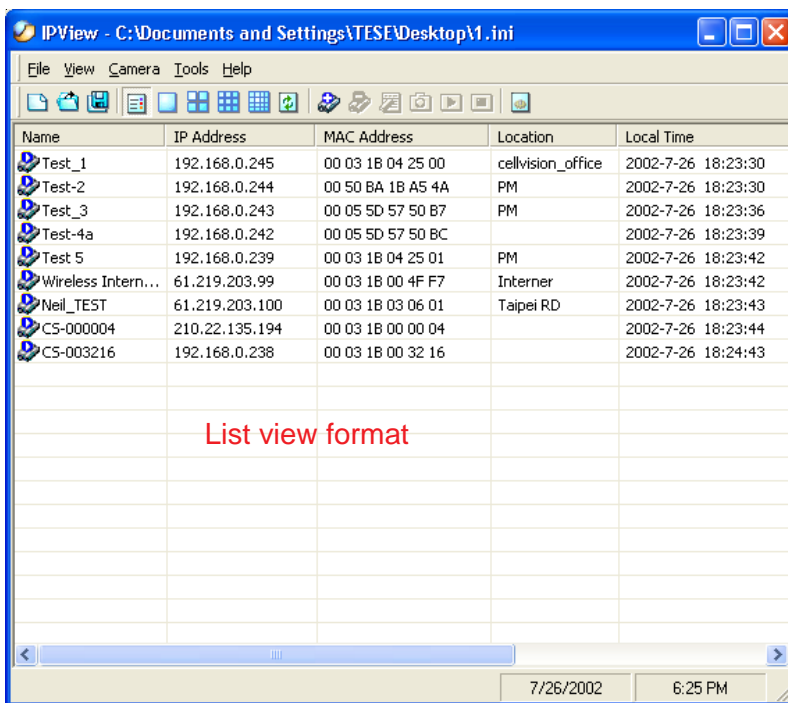 IPView - C:\Documents and Settings\TESE\Desktop\1.ini
File View Camera Tools Help
Name IP Address MAC Address Location Local Time
Test_1 192.168.0.245 00 03 1B 04 25 00 cellvision_office 2002-7-26 18:23:30
Test-2 192.168.0.244 00 50 BA 1B A5 4A PM 2002-7-26 18:23:30
Test_3 192.168.0.243 00 05 5D 57 50 B7 PM 2002-7-26 18:23:36
Test-4a 192.168.0.242 00 05 5D 57 50 BC 2002-7-26 18:23:39
Test 5 192.168.0.239 00 03 1B 04 25 01 PM 2002-7-26 18:23:42
Wireless Intern... 61.219.203.99 00 03 1B 00 4F F7 Interner 2002-7-26 18:23:42
Neil_TEST 61.219.203.100 00 03 1B 03 06 01 Taipei RD 2002-7-26 18:23:43
CS-000004 210.22.135.194 00 03 1B 00 00 04 2002-7-26 18:23:44
CS-003216 192.168.0.238 00 03 1B 00 32 16 2002-7-26 18:24:43
List view format
7/26/2002 6:25 PM